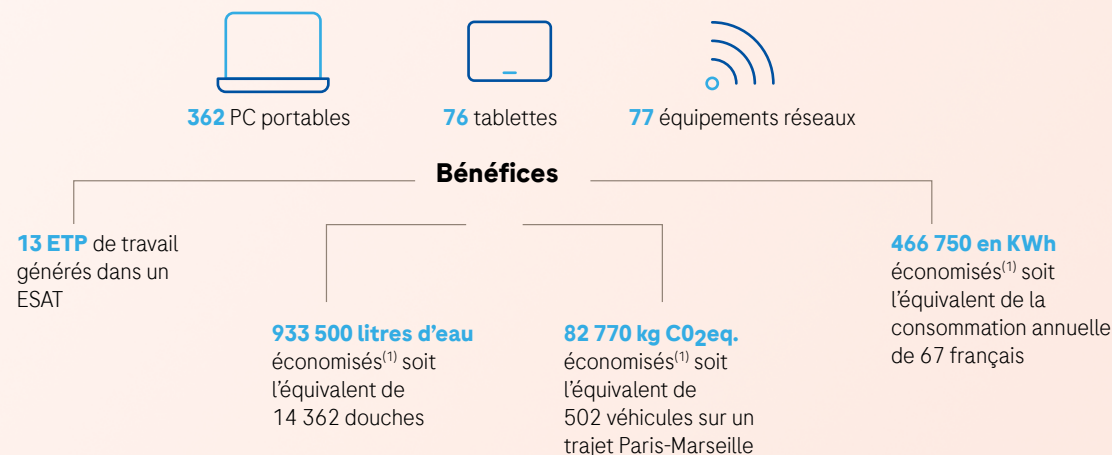 362 PC portables
76 tablettes
77 équipements réseaux
Bénéfices
13 ETP de travail
générés dans un
ESAT
933 500 litres d’eau
économisés(1) soit
l’équivalent de
14 362 douches
82 770 kg C02eq.
économisés(1) soit
l’équivalent de
502 véhicules sur un
trajet Paris-Marseille
466 750 en KWh
économisés(1) soit
l’équivalent de la
consommation annuelle
de 67 français